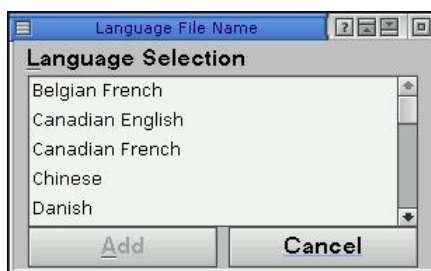 Language File Name
?
Language Selection
Belgian French
Canadian English
Canadian French
Chinese
Danish
Add
Cancel